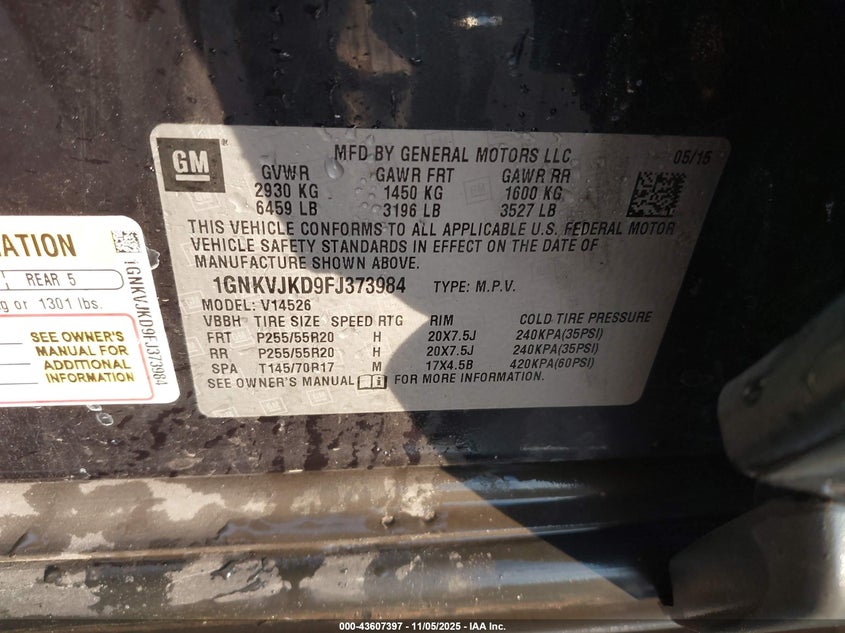 GM
MFD BY GENERAL MOTORS LLC 05/15
GVWR GAWR FRT GAWR RR
2930 KG 1450 KG 1600 KG
6459 LB 3196 LB 3527 LB
THIS VEHICLE CONFORMS TO ALL APPLICABLE U.S. FEDERAL MOTOR
VEHICLE SAFETY STANDARDS IN EFFECT ON THE DATE OF
MANUFACTURE SHOWN ABOVE.
1GNKVJKD9FJ373984 TYPE: M.P.V.
MODEL: V14526
VBBH TIRE SIZE SPEED RTG RIM COLD TIRE PRESSURE
FRT P255/55R20 H 20X7.5J 240KPA(35PSI)
RR P255/55R20 H 20X7.5J 240KPA(35PSI)
SPA T145/70R17 M 17X4.5B 420KPA(60PSI)
SEE OWNER'S MANUAL FOR MORE INFORMATION.
MATION
REAR 5
kg or 1301 lbs.
SEE OWNER'S
MANUAL FOR
ADDITIONAL
INFORMATION
1GNKVJKD9FJ373984
000-43607397 - 11/05/2025 - IAA Inc.